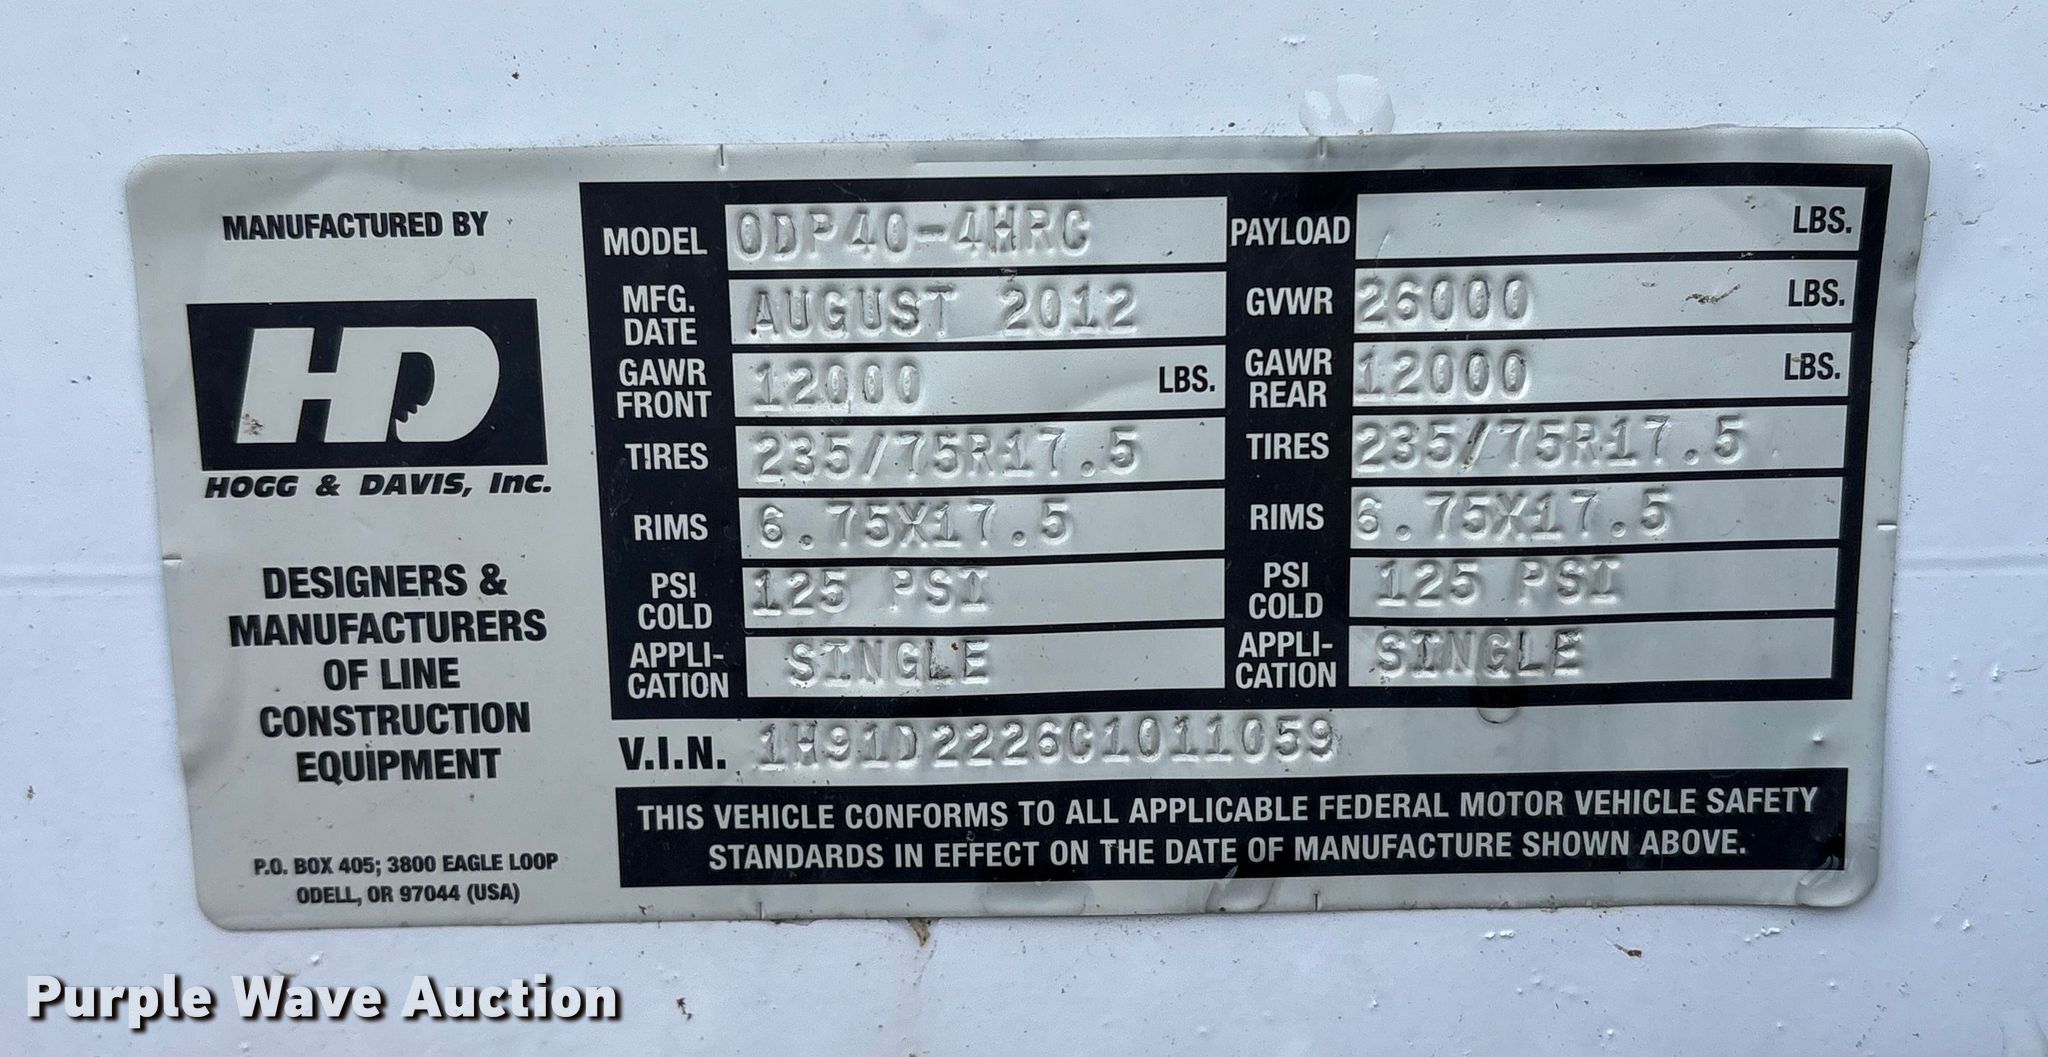 MANUFACTURED BY
HD
HOGG & DAVIS, Inc.
DESIGNERS &
MANUFACTURERS
OF LINE
CONSTRUCTION
EQUIPMENT
P.O. BOX 405; 3800 EAGLE LOOP
ODELL, OR 97044 (USA)
MODEL ODP40-4HRC PAYLOAD LBS.
MFG. DATE AUGUST 2012 GVWR 26000 LBS.
GAWR FRONT 12000 LBS. GAWR REAR 12000 LBS.
TIRES 235/75R17.5 TIRES 235/75R17.5
RIMS 6.75X17.5 RIMS 6.75X17.5
PSI COLD 125 PSI PSI COLD 125 PSI
APPLI-CATION SINGLE APPLI-CATION SINGLE
V.I.N. 1H91D2226C1011059
THIS VEHICLE CONFORMS TO ALL APPLICABLE FEDERAL MOTOR VEHICLE SAFETY
STANDARDS IN EFFECT ON THE DATE OF MANUFACTURE SHOWN ABOVE.
Purple Wave Auction